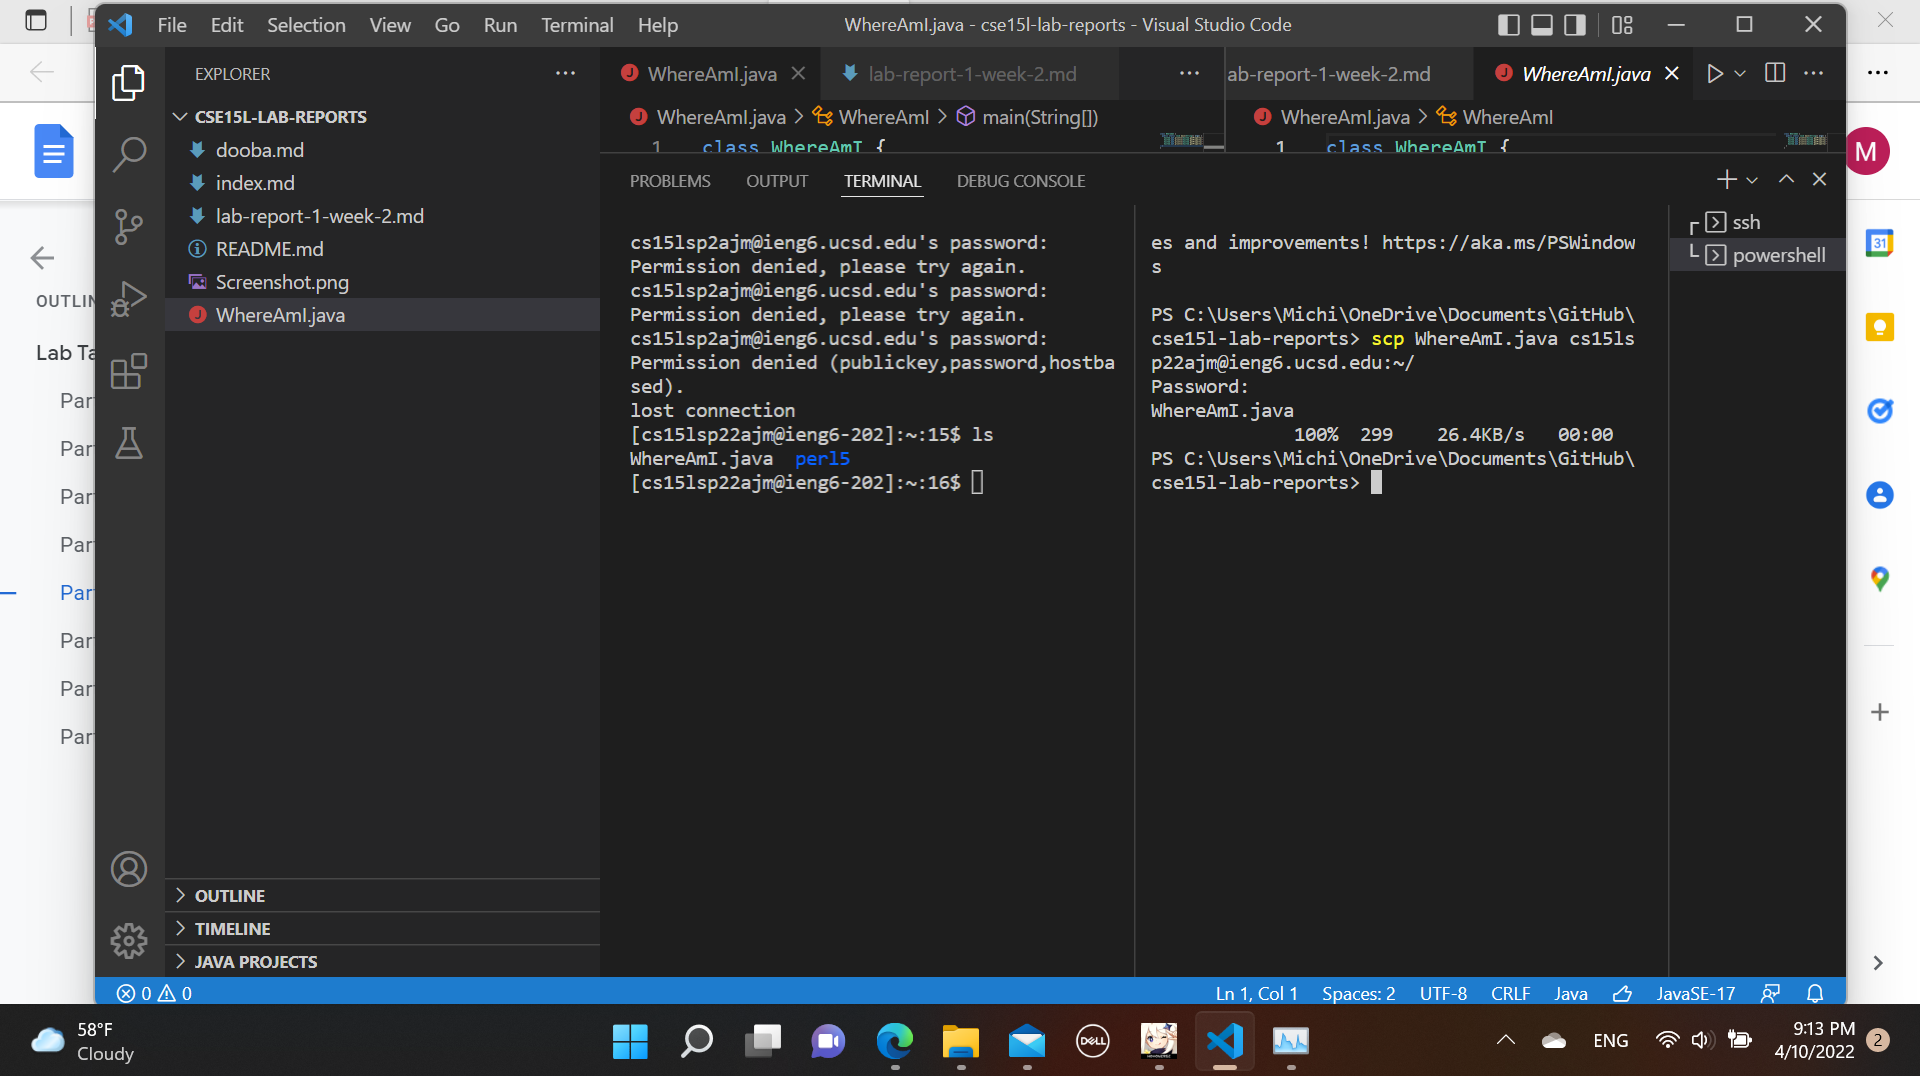 File Edit Selection View Go Run Terminal Help
WhereAmI.java - cse15l-lab-reports - Visual Studio Code
EXPLORER
CSE15L-LAB-REPORTS
dooba.md
index.md
lab-report-1-week-2.md
README.md
Screenshot.png
WhereAmI.java
OUTLINE
TIMELINE
JAVA PROJECTS
WhereAmI.java
lab-report-1-week-2.md
ab-report-1-week-2.md
WhereAmI.java
WhereAmI.java > WhereAmI > main(String[])
WhereAmI.java > WhereAmI
1 class WhereAmI {
1 class WhereAmI {
PROBLEMS OUTPUT TERMINAL DEBUG CONSOLE
cs15lsp2ajm@ieng6.ucsd.edu's password:
Permission denied, please try again.
cs15lsp2ajm@ieng6.ucsd.edu's password:
Permission denied, please try again.
cs15lsp2ajm@ieng6.ucsd.edu's password:
Permission denied (publickey,password,hostba
sed).
lost connection
[cs15lsp22ajm@ieng6-202]:~:15$ ls
WhereAmI.java perl5
[cs15lsp22ajm@ieng6-202]:~:16$
es and improvements! https://aka.ms/PSWindow
s
PS C:\Users\Michi\OneDrive\Documents\GitHub\
cse15l-lab-reports> scp WhereAmI.java cs15ls
p22ajm@ieng6.ucsd.edu:~/
Password:
WhereAmI.java
100% 299 26.4KB/s 00:00
PS C:\Users\Michi\OneDrive\Documents\GitHub\
cse15l-lab-reports>
ssh
powershell
OUTLIN
Lab Ta
Par
Par
Par
Par
Par
Par
Par
Par
M
31
0 0
Ln 1, Col 1 Spaces: 2 UTF-8 CRLF Java JavaSE-17
58°F
Cloudy
DELL
ENG
9:13 PM
4/10/2022
2